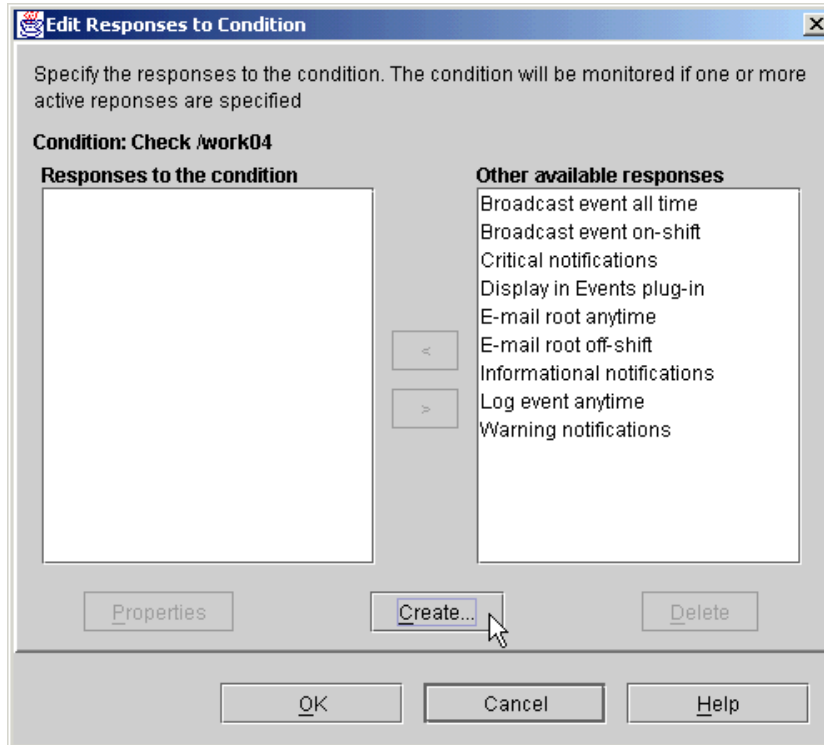 Edit Responses to Condition
Specify the responses to the condition. The condition will be monitored if one or more
active reponses are specified
Condition: Check /work04
Responses to the condition
Other available responses
Broadcast event all time
Broadcast event on-shift
Critical notifications
Display in Events plug-in
E-mail root anytime
E-mail root off-shift
Informational notifications
Log event anytime
Warning notifications
<
>
Properties
Create...
Delete
OK
Cancel
Help